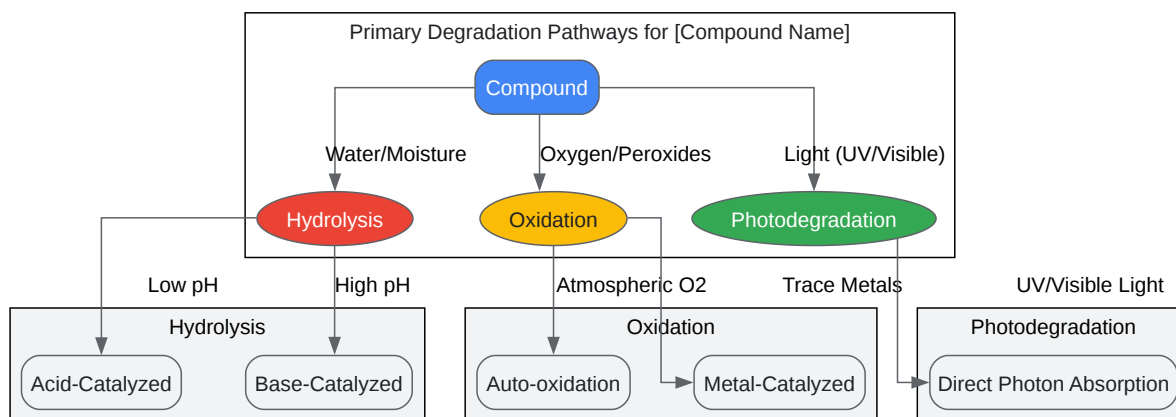 Primary Degradation Pathways for [Compound Name]
Compound
Water/Moisture
Oxygen/Peroxides
Light (UV/Visible)
Hydrolysis
Oxidation
Photodegradation
Low pH
High pH
Atmospheric O2
Trace Metals
UV/Visible Light
Hydrolysis
Oxidation
Photodegradation
Acid-Catalyzed
Base-Catalyzed
Auto-oxidation
Metal-Catalyzed
Direct Photon Absorption